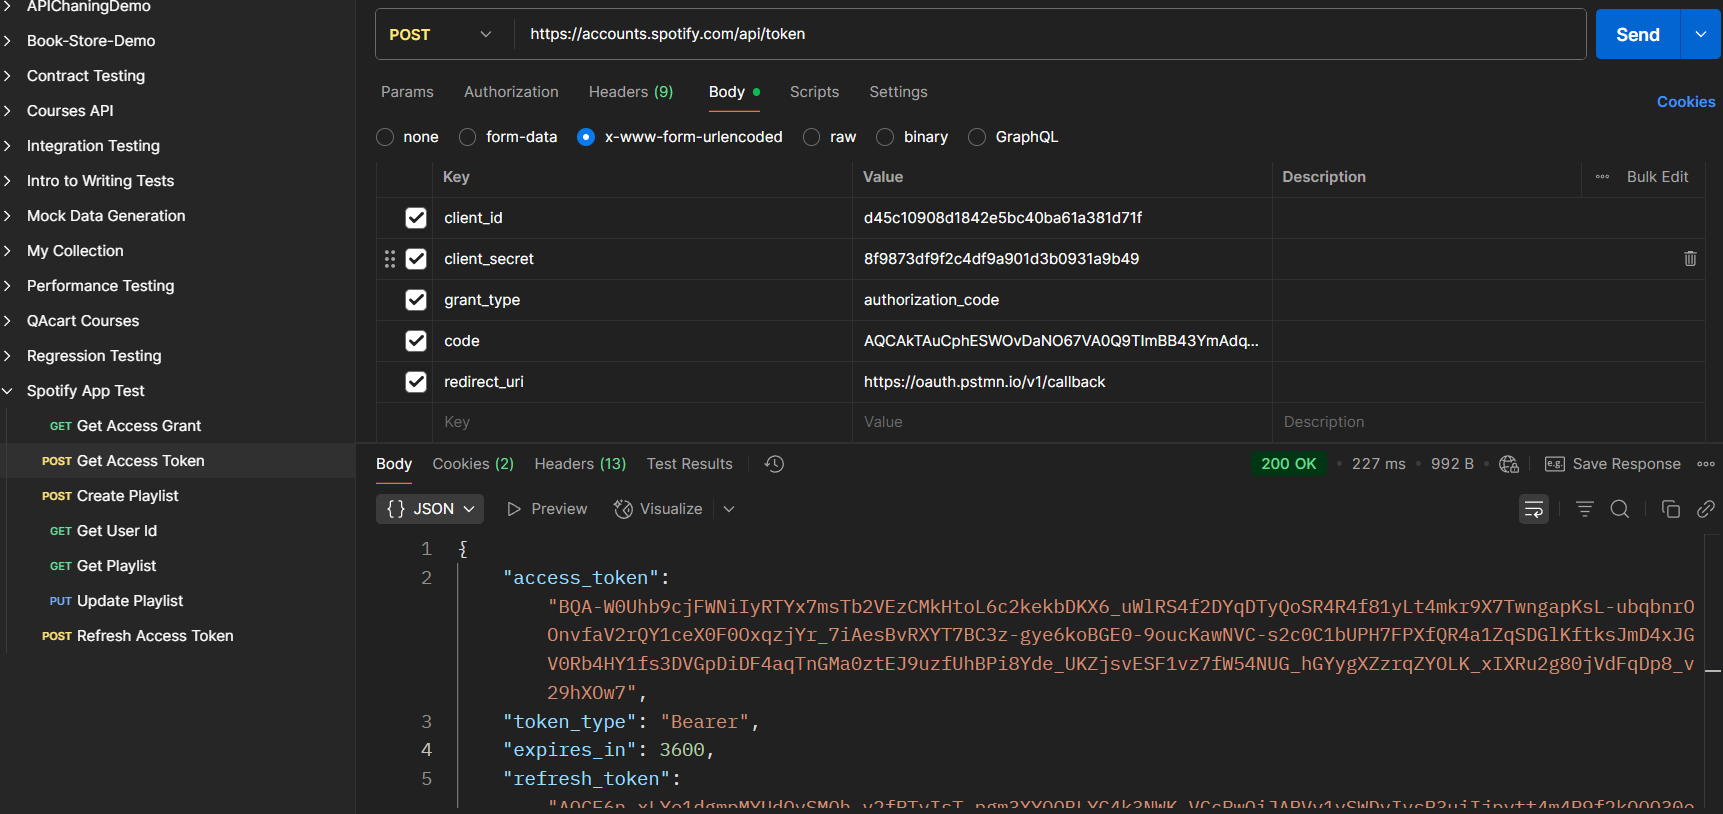 APIChaningDemo
Book-Store-Demo
Contract Testing
Courses API
Integration Testing
Intro to Writing Tests
Mock Data Generation
My Collection
Performance Testing
QAcart Courses
Regression Testing
Spotify App Test
GET Get Access Grant
POST Get Access Token
POST Create Playlist
GET Get User Id
GET Get Playlist
PUT Update Playlist
POST Refresh Access Token
POST https://accounts.spotify.com/api/token Send
Params Authorization Headers (9) Body Scripts Settings Cookies
none form-data x-www-form-urlencoded raw binary GraphQL
Key Value Description Bulk Edit
client_id d45c10908d1842e5bc40ba61a381d71f
client_secret 8f9873df9f2c4df9a901d3b0931a9b49
grant_type authorization_code
code AQCAkTAuCphESWOvDaNO67VA0Q9TImBB43YmAdq...
redirect_uri https://oauth.pstmn.io/v1/callback
Key Value Description
Body Cookies (2) Headers (13) Test Results 200 OK 227 ms 992 B e.g. Save Response
{} JSON Preview Visualize
1 {
2 "access_token":
"BQA-W0Uhb9cjFWNiIyRTYx7msTb2VEzCMkHtoL6c2kekbDKX6_uWlRS4f2DYqDTyQoSR4R4f81yLt4mkr9X7TwngapKsL-ubqbnrO
OnvfaV2rQY1ceX0F0OxqzjYr_7iAesBvRXYT7BC3z-gye6koBGE0-9oucKawNVC-s2c0C1bUPH7FPXfQR4a1ZqSDGlKftksJmD4xJG
V0Rb4HY1fs3DVGpDiDF4aqTnGMa0ztEJ9uzfUhBPi8Yde_UKZjsvESF1vz7fW54NUG_hGYygXZzrqZYOLK_xIXRu2g80jVdFqDp8_v
29hXOw7",
3 "token_type": "Bearer",
4 "expires_in": 3600,
5 "refresh_token":